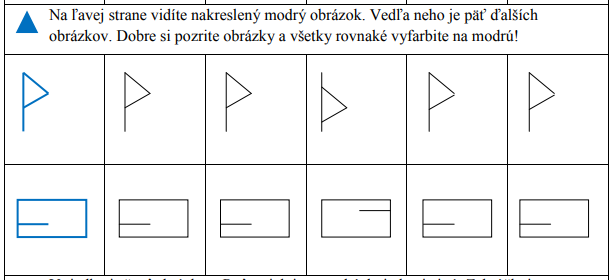 Na ľavej strane vidíte nakreslený modrý obrázok. Vedľa neho je päť ďalších
obrázkov. Dobre si pozrite obrázky a všetky rovnaké vyfarbite na modrú!